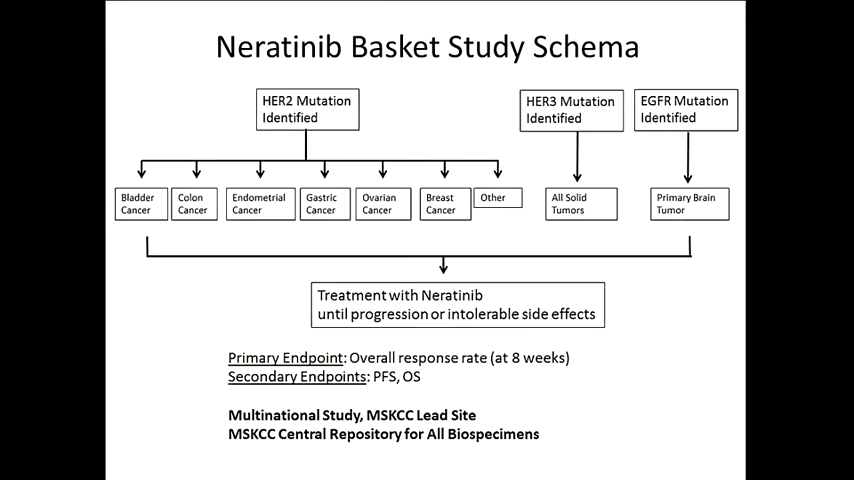 Neratinib Basket Study Schema
HER2 Mutation
Identified
HER3 Mutation
Identified
EGFR Mutation
Identified
Bladder
Cancer
Colon
Cancer
Endometrial
Cancer
Gastric
Cancer
Ovarian
Cancer
Breast
Cancer
Other
All Solid
Tumors
Primary Brain
Tumor
Treatment with Neratinib
until progression or intolerable side effects
Primary Endpoint: Overall response rate (at 8 weeks)
Secondary Endpoints: PFS, OS
Multinational Study, MSKCC Lead Site
MSKCC Central Repository for All Biospecimens